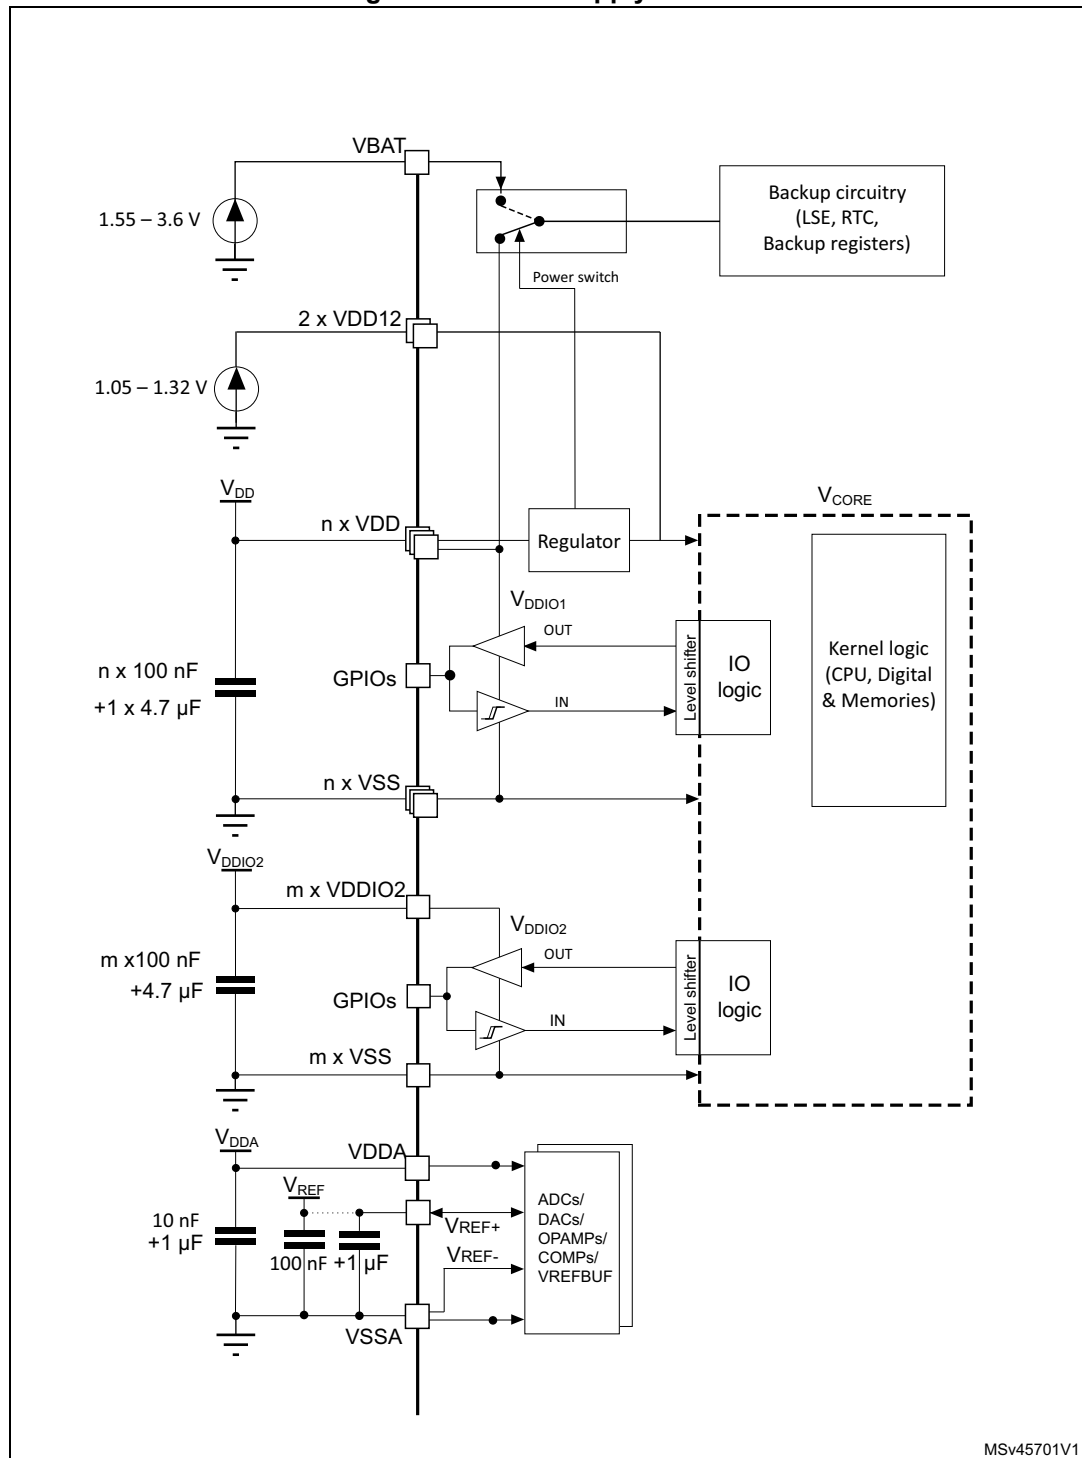 VBAT
1.55 – 3.6 V
Backup circuitry
(LSE, RTC,
Backup registers)
Power switch
2 x VDD12
1.05 – 1.32 V
VDD
n x VDD
Regulator
VCORE
VDDIO1
OUT
Level shifter
IO
logic
Kernel logic
(CPU, Digital
& Memories)
n x 100 nF
+1 x 4.7 μF
GPIOs
IN
n x VSS
VDDIO2
m x VDDIO2
VDDIO2
OUT
Level shifter
IO
logic
m x100 nF
+4.7 μF
GPIOs
IN
m x VSS
VDDA
VDDA
VREF
10 nF
+1 μF
100 nF
+1 μF
VREF+
VREF-
ADCs/
DACs/
OPAMPs/
COMPs/
VREFBUF
VSSA
MSv45701V1